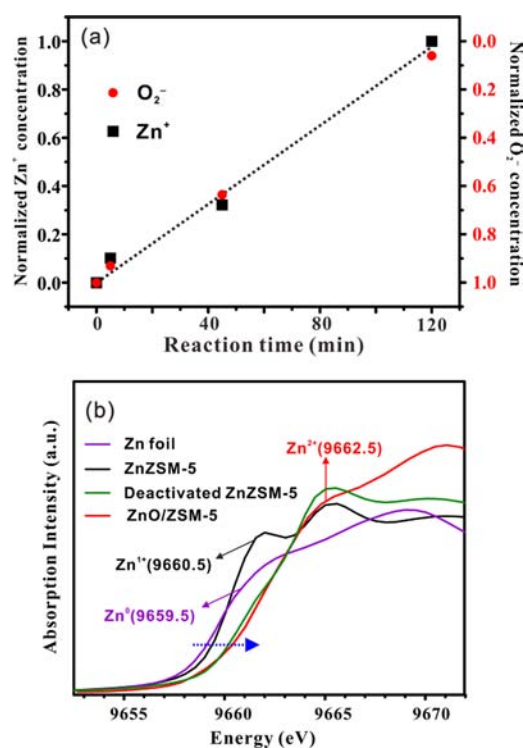 (a)
Normalized Zn⁺ concentration
1.0
0.8
0.6
0.4
0.2
0.0
O₂⁻
Zn⁺
0.0
0.2
0.4
0.6
0.8
1.0
Normalized O₂⁻ concentration
0 40 80 120
Reaction time (min)
(b)
Absorption Intensity (a.u.)
Zn foil
ZnZSM-5
Deactivated ZnZSM-5
ZnO/ZSM-5
Zn²⁺(9662.5)
Zn¹⁺(9660.5)
Zn⁰(9659.5)
9655 9660 9665 9670
Energy (eV)